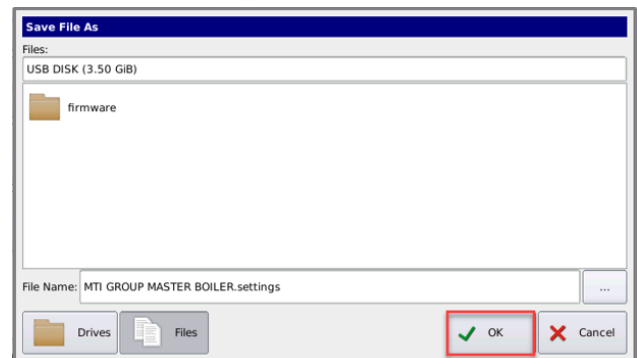 Save File As
Files:
USB DISK (3.50 GiB)
firmware
File Name: MTI GROUP MASTER BOILER.settings ...
Drives Files OK Cancel